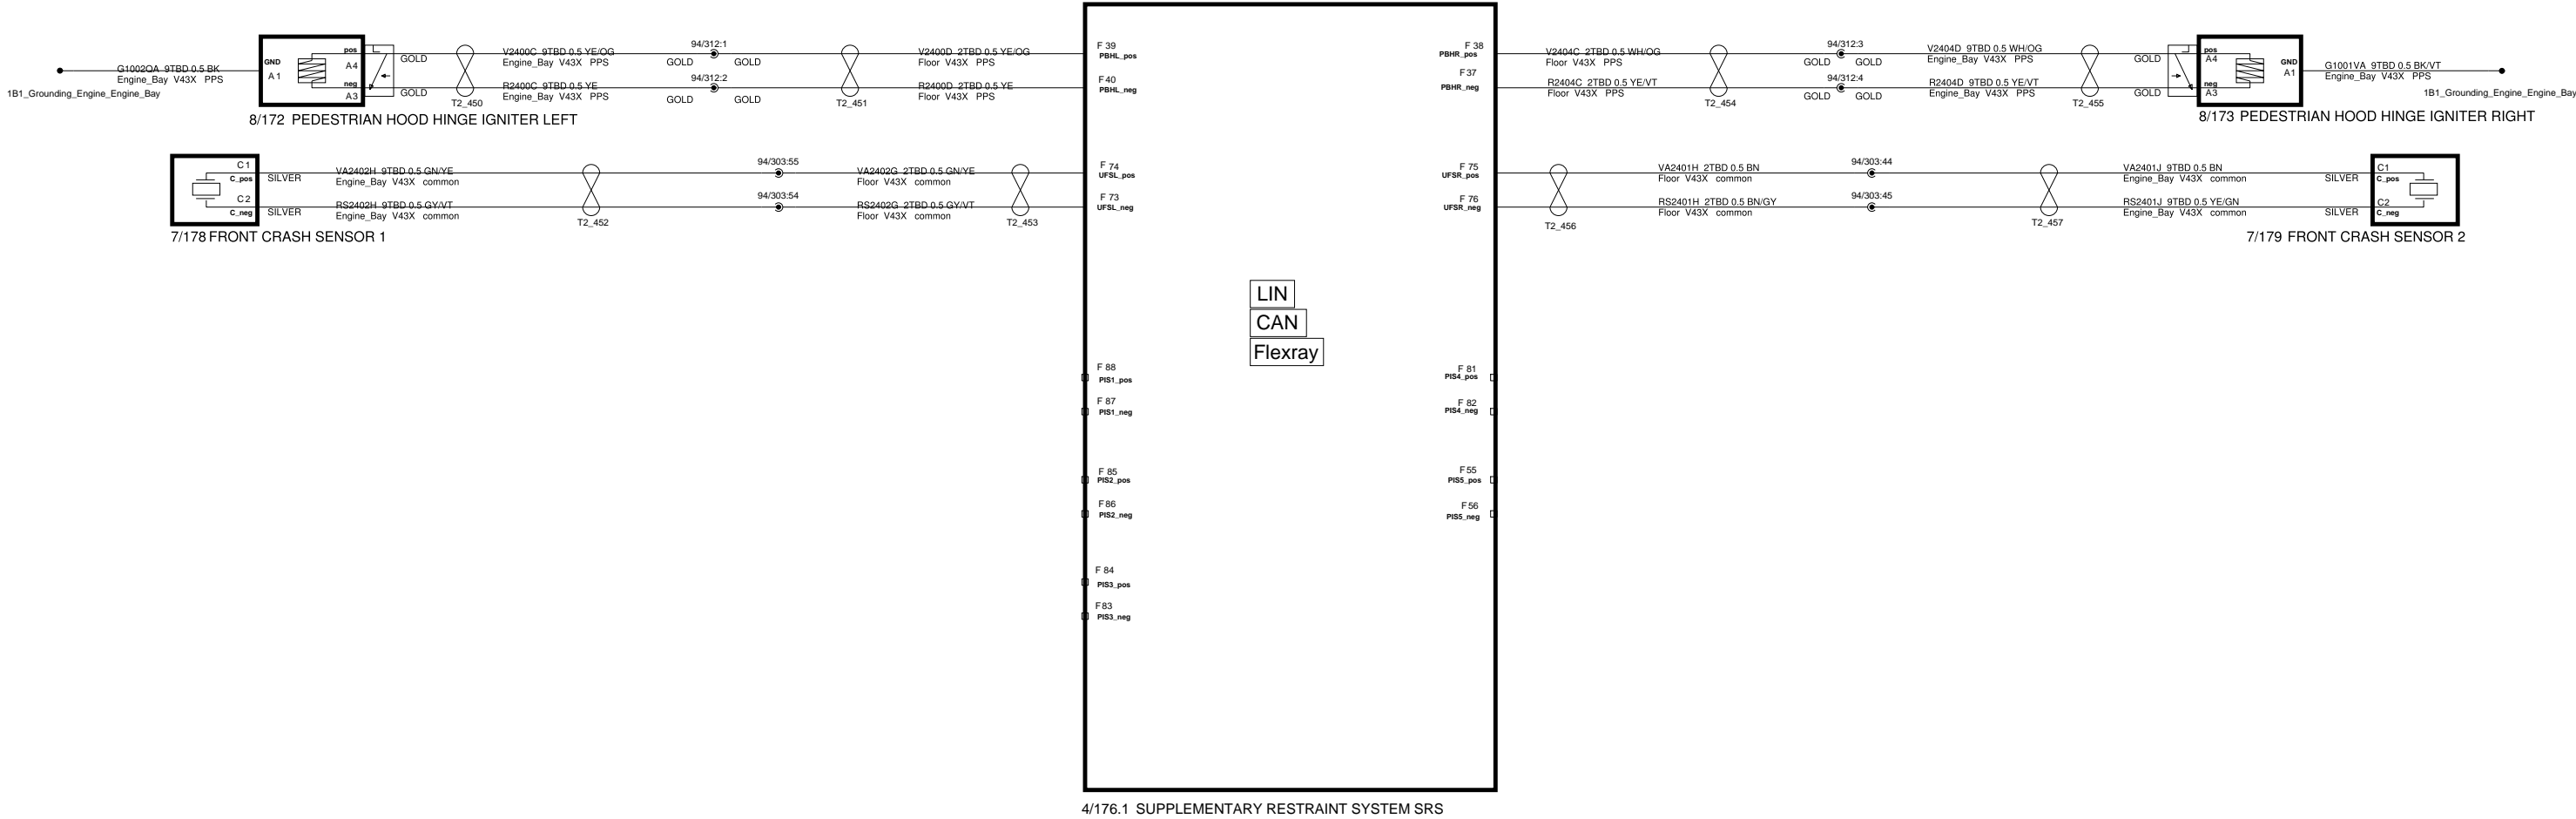 G1002QA 9TBD 0.5 BK
Engine_Bay V43X PPS
1B1_Grounding_Engine_Engine_Bay
GND
A1
pos
A4
neg
A3
GOLD
GOLD
8/172 PEDESTRIAN HOOD HINGE IGNITER LEFT
T2_450
V2400C 9TBD 0.5 YE/OG
Engine_Bay V43X PPS
R2400C 9TBD 0.5 YE
Engine_Bay V43X PPS
94/312:1
GOLD GOLD
94/312:2
GOLD GOLD
T2_451
V2400D 2TBD 0.5 YE/OG
Floor V43X PPS
R2400D 2TBD 0.5 YE
Floor V43X PPS
F 39
PBHL_pos
F 40
PBHL_neg
F 38
PBHR_pos
F 37
PBHR_neg
V2404C 2TBD 0.5 WH/OG
Floor V43X PPS
R2404C 2TBD 0.5 YE/VT
Floor V43X PPS
T2_454
94/312:3
GOLD GOLD
94/312:4
GOLD GOLD
V2404D 9TBD 0.5 WH/OG
Engine_Bay V43X PPS
R2404D 9TBD 0.5 YE/VT
Engine_Bay V43X PPS
T2_455
GOLD
GOLD
pos
A4
neg
A3
GND
A1
8/173 PEDESTRIAN HOOD HINGE IGNITER RIGHT
G1001VA 9TBD 0.5 BK/VT
Engine_Bay V43X PPS
1B1_Grounding_Engine_Engine_Bay
C1
C_pos
C2
C_neg
SILVER
SILVER
7/178 FRONT CRASH SENSOR 1
VA2402H 9TBD 0.5 GN/YE
Engine_Bay V43X common
RS2402H 9TBD 0.5 GY/VT
Engine_Bay V43X common
T2_452
94/303:55
94/303:54
VA2402G 2TBD 0.5 GN/YE
Floor V43X common
RS2402G 2TBD 0.5 GY/VT
Floor V43X common
T2_453
F 74
UFSL_pos
F 73
UFSL_neg
F 75
UFSR_pos
F 76
UFSR_neg
T2_456
VA2401H 2TBD 0.5 BN
Floor V43X common
RS2401H 2TBD 0.5 BN/GY
Floor V43X common
94/303:44
94/303:45
T2_457
VA2401J 9TBD 0.5 BN
Engine_Bay V43X common
RS2401J 9TBD 0.5 YE/GN
Engine_Bay V43X common
SILVER
SILVER
C1
C_pos
C2
C_neg
7/179 FRONT CRASH SENSOR 2
LIN
CAN
Flexray
F 88
PIS1_pos
F 87
PIS1_neg
F 85
PIS2_pos
F 86
PIS2_neg
F 84
PIS3_pos
F 83
PIS3_neg
F 81
PIS4_pos
F 82
PIS4_neg
F 55
PIS5_pos
F 56
PIS5_neg
4/176.1 SUPPLEMENTARY RESTRAINT SYSTEM SRS